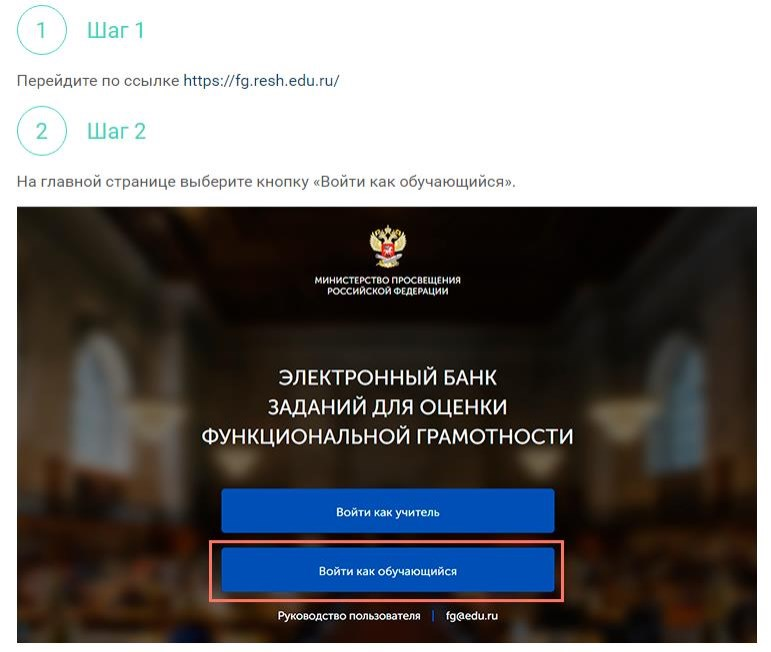 1 Шаг 1
Перейдите по ссылке https://fg.resh.edu.ru/
2 Шаг 2
На главной странице выберите кнопку «Войти как обучающийся».
МИНИСТЕРСТВО ПРОСВЕЩЕНИЯ
РОССИЙСКОЙ ФЕДЕРАЦИИ
ЭЛЕКТРОННЫЙ БАНК
ЗАДАНИЙ ДЛЯ ОЦЕНКИ
ФУНКЦИОНАЛЬНОЙ ГРАМОТНОСТИ
Войти как учитель
Войти как обучающийся
Руководство пользователя | fg@edu.ru